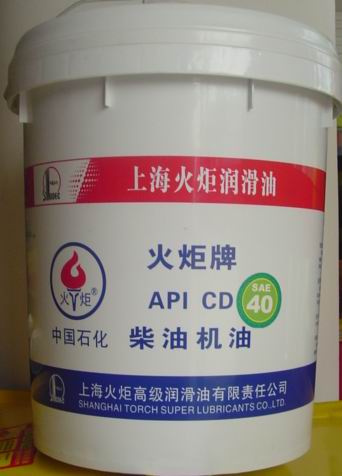 上海火炬润滑油
火炬牌
火炬®
API CD
SAE
40
中国石化
柴油机油
上海火炬高级润滑油有限责任公司
SHANGHAI TORCH SUPER LUBRICANTS CO.,LTD.